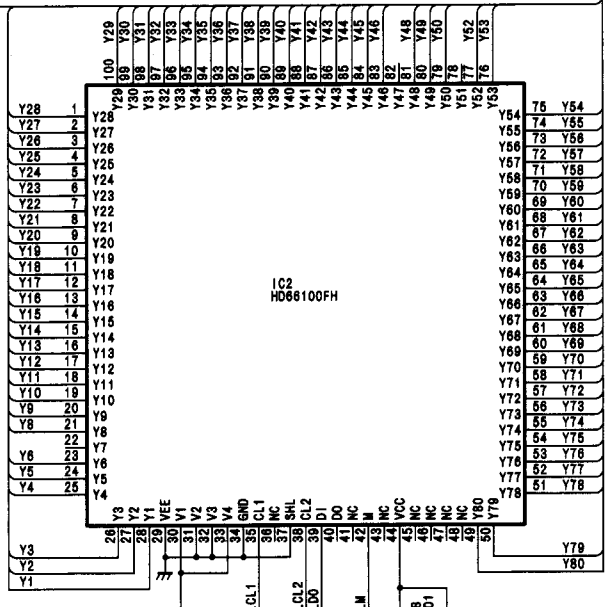 Y29 Y30 Y31 Y32 Y33 Y34 Y35 Y36 Y37 Y38 Y39 Y40 Y41 Y42 Y43 Y44 Y45 Y46 Y48 Y49 Y50 Y52 Y53
100 99 98 97 96 95 94 93 92 91 90 89 88 87 86 85 84 83 82 81 80 79 78 77 76
Y29 Y30 Y31 Y32 Y33 Y34 Y35 Y36 Y37 Y38 Y39 Y40 Y41 Y42 Y43 Y44 Y45 Y46 Y47 Y48 Y49 Y50 Y51 Y52 Y53
Y28 1 Y28 Y54 75 Y54
Y27 2 Y27 Y55 74 Y55
Y26 3 Y26 Y56 73 Y56
Y25 4 Y25 Y57 72 Y57
Y24 5 Y24 Y58 71 Y58
Y23 6 Y23 Y59 70 Y59
Y22 7 Y22 Y60 69 Y60
Y21 8 Y21 Y61 68 Y61
Y20 9 Y20 Y62 67 Y62
Y19 10 Y19 Y63 66 Y63
Y18 11 Y18 Y64 65 Y64
Y17 12 Y17 Y65 64 Y65
Y16 13 Y16 Y66 63 Y66
Y15 14 Y15 Y67 62 Y67
Y14 15 Y14 Y68 61 Y68
Y13 16 Y13 Y69 60 Y69
Y12 17 Y12 Y70 59 Y70
Y11 18 Y11 Y71 58 Y71
Y10 19 Y10 Y72 57 Y72
Y9 20 Y9 Y73 56 Y73
Y8 21 Y8 Y74 55 Y74
22 Y7 Y75 54 Y75
Y6 23 Y6 Y76 53 Y76
Y5 24 Y5 Y77 52 Y77
Y4 25 Y4 Y78 51 Y78
IC2
HD66100FH
Y3 Y2 Y1 VEE V1 V2 V3 V4 GND CL1 NC SHL CL2 DI DO NC M NC VCC NC NC NC NC Y80 Y79
26 27 28 29 30 31 32 33 34 35 36 37 38 39 40 41 42 43 44 45 46 47 48 49 50
Y3 Y79
Y2 Y80
Y1
CL1 CL2